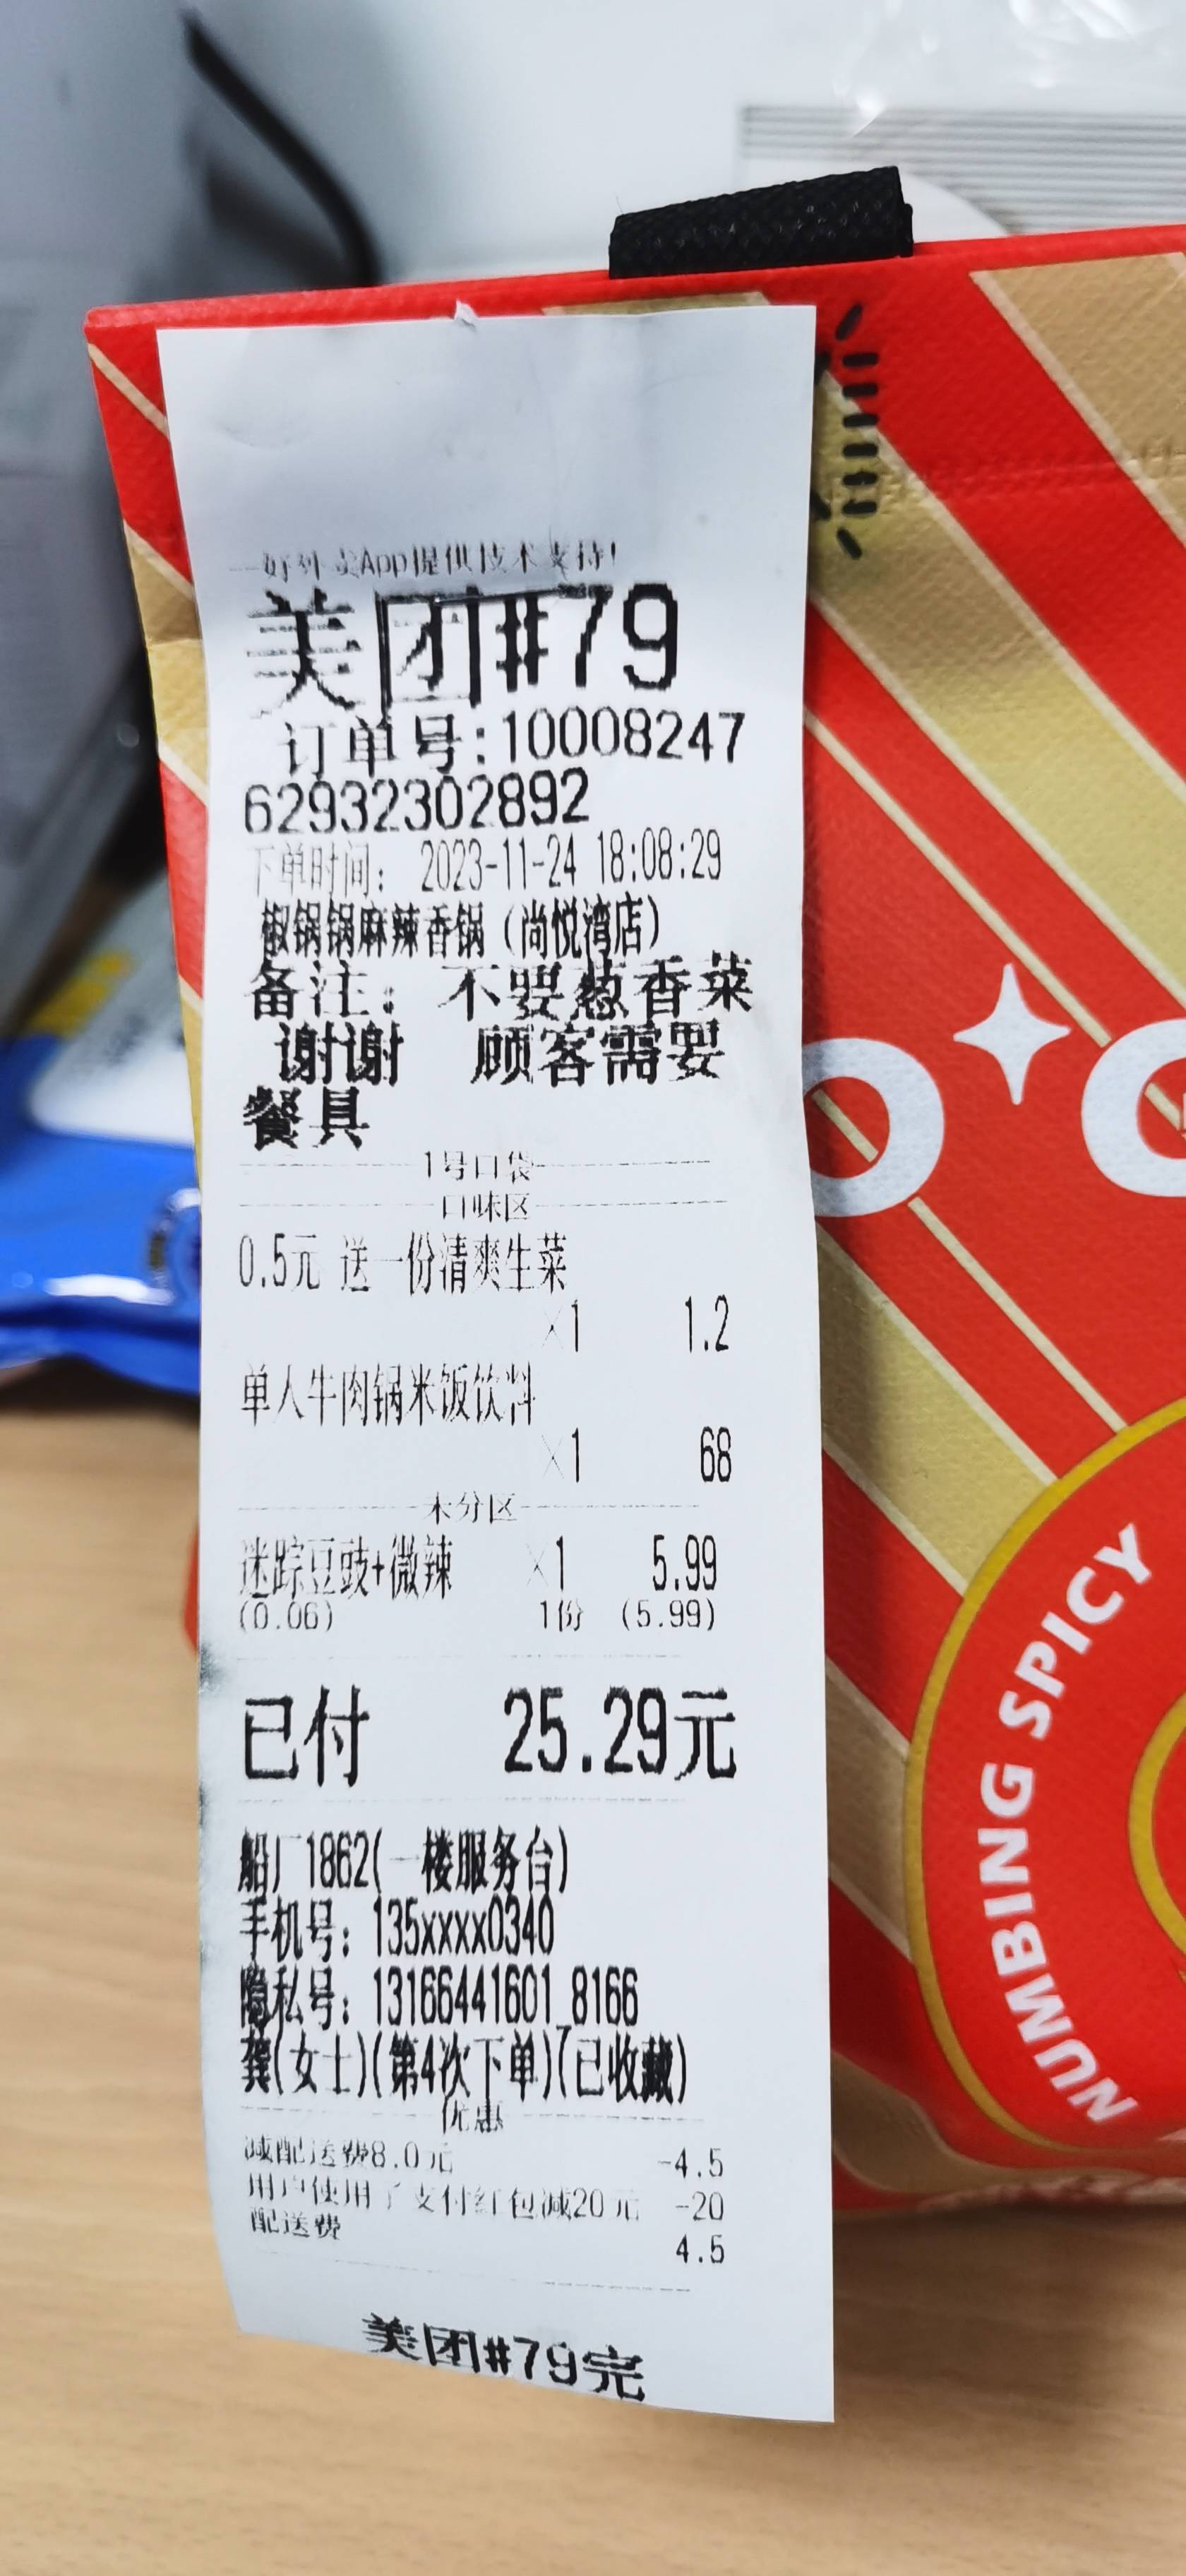 一好外卖App提供技术支持!
美团#79
订单号:10008247
62932302892
下单时间: 2023-11-24 18:08:29
椒锅锅麻辣香锅(尚悦湾店)
备注: 不要葱香菜
谢谢 顾客需要
餐具
1号口袋
口味区
0.5元 送一份清爽生菜
×1 1.2
单人牛肉锅米饭饮料
×1 68
未分区
迷踪豆豉+微辣 ×1 5.99
(0.06) 1份 (5.99)
已付 25.29元
船厂1862(一楼服务台)
手机号: 135xxxx0340
隐私号: 13166441601_8166
龚(女士)(第4次下单)(已收藏)
优惠
减配送费8.0元 -4.5
用户使用了支付红包减20元 -20
配送费
4.5
美团#79完
NUMBING SPICY